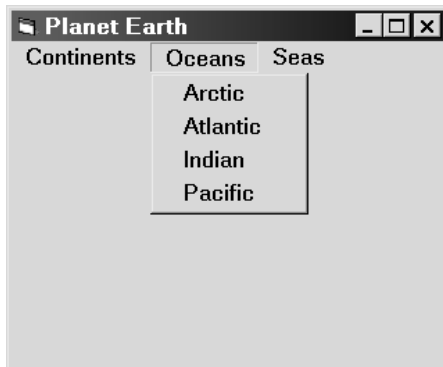 Planet Earth
Continents Oceans Seas
Arctic
Atlantic
Indian
Pacific